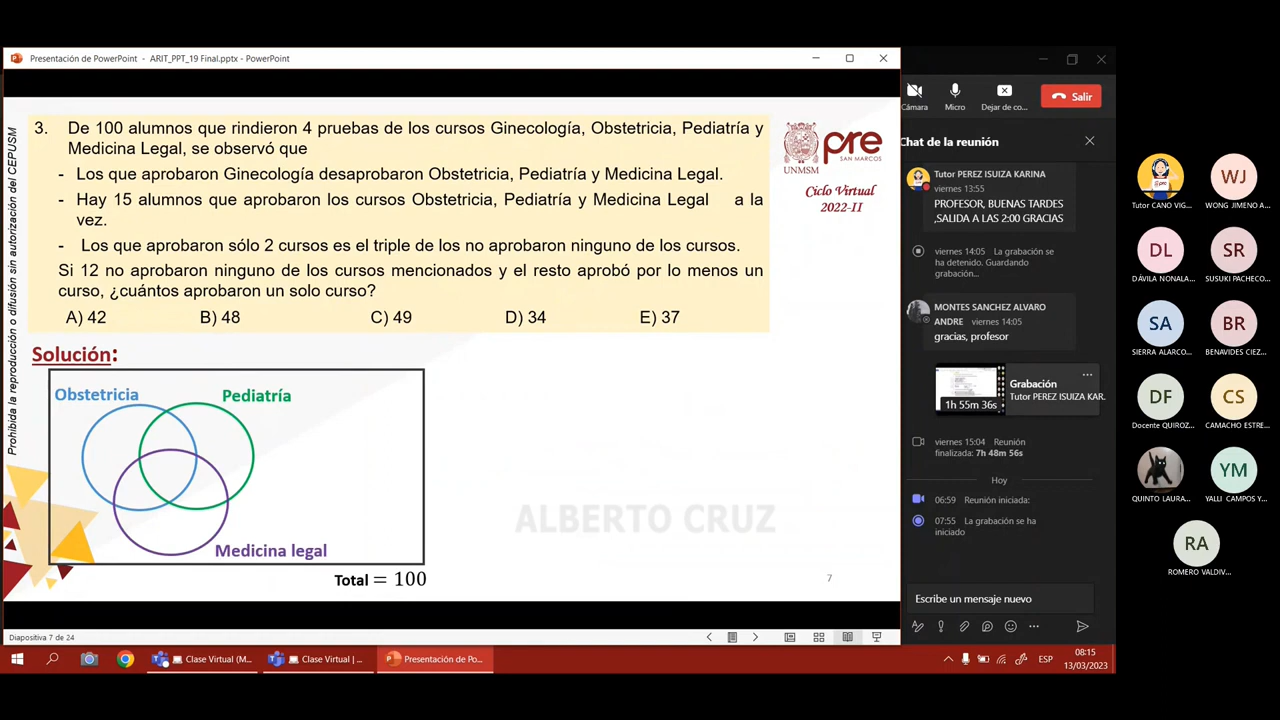 Presentación de PowerPoint - ARIT_PPT_19 Final.pptx - PowerPoint
Prohibida la reproducción o difusión sin autorización del CEPUSM
3. De 100 alumnos que rindieron 4 pruebas de los cursos Ginecología, Obstetricia, Pediatría y
Medicina Legal, se observó que
- Los que aprobaron Ginecología desaprobaron Obstetricia, Pediatría y Medicina Legal.
- Hay 15 alumnos que aprobaron los cursos Obstetricia, Pediatría y Medicina Legal a la
vez.
- Los que aprobaron sólo 2 cursos es el triple de los no aprobaron ninguno de los cursos.
Si 12 no aprobaron ninguno de los cursos mencionados y el resto aprobó por lo menos un
curso, ¿cuántos aprobaron un solo curso?
A) 42 B) 48 C) 49 D) 34 E) 37
UNMSM
pre
SAN MARCOS
Ciclo Virtual
2022-II
Solución:
Obstetricia
Pediatría
Medicina legal
Total = 100
ALBERTO CRUZ
7
Diapositiva 7 de 24
Cámara
Micro
Dejar de co...
Salir
Chat de la reunión
Tutor PEREZ ISUIZA KARINA
viernes 13:55
PROFESOR, BUENAS TARDES
,SALIDA A LAS 2:00 GRACIAS
viernes 14:05 La grabación se
ha detenido. Guardando
grabación...
MONTES SANCHEZ ALVARO
ANDRE viernes 14:05
gracias, profesor
Grabación
1h 55m 36s
Tutor PEREZ ISUIZA KAR.
viernes 15:04 Reunión
finalizada: 7h 48m 56s
Hoy
06:59 Reunión iniciada:
07:55 La grabación se ha
iniciado
Escribe un mensaje nuevo
Tutor CANO VIG...
WJ
WONG JIMENO A...
DL
DÁVILA NONALA...
SR
SUSUKI PACHECO...
SA
SIERRA ALARCO...
BR
BENAVIDES CIEZ...
DF
Docente QUIROZ...
CS
CAMACHO ESTRE...
QUINTO LAURA...
YM
YALLI CAMPOS Y...
RA
ROMERO VALDIV...
Clase Virtual (M...
Clase Virtual | ...
Presentación de Po...
ESP
08:15
13/03/2023